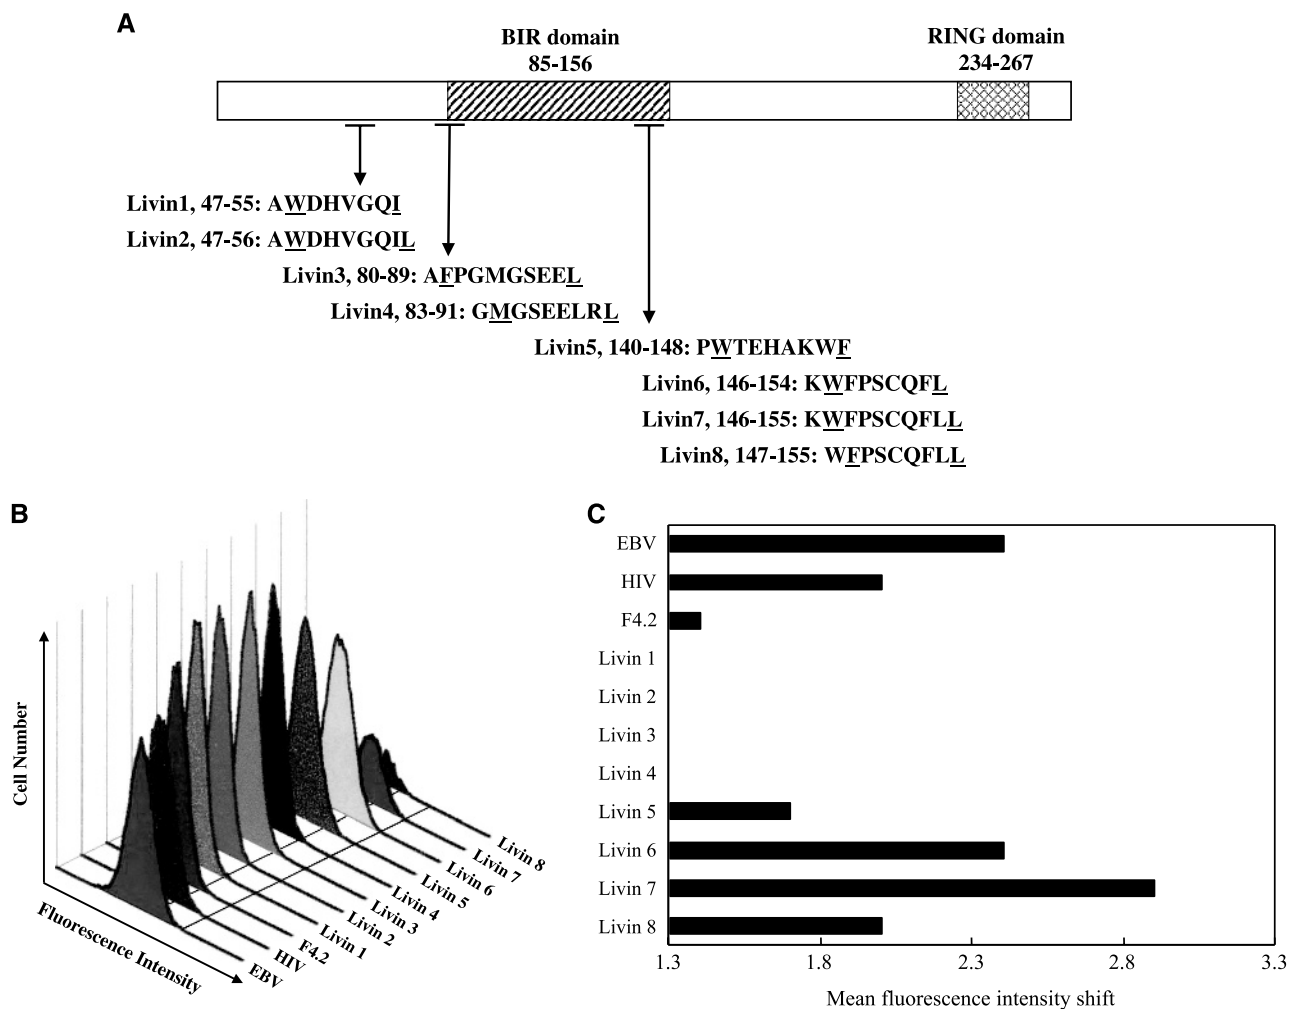 A
BIR domain
85-156
RING domain
234-267
Livin1, 47-55: AWDHVGQI
Livin2, 47-56: AWDHVGQIL
Livin3, 80-89: AFPGMGSEEL
Livin4, 83-91: GMGSEELRL
Livin5, 140-148: PWTEHAKWF
Livin6, 146-154: KWFPSCQFL
Livin7, 146-155: KWFPSCQFLL
Livin8, 147-155: WFPSCQFLL
B
Cell Number
Fluorescence Intensity
EBV
HIV
F4.2
Livin 1
Livin 2
Livin 3
Livin 4
Livin 5
Livin 6
Livin 7
Livin 8
C
EBV
HIV
F4.2
Livin 1
Livin 2
Livin 3
Livin 4
Livin 5
Livin 6
Livin 7
Livin 8
1.3 1.8 2.3 2.8 3.3
Mean fluorescence intensity shift